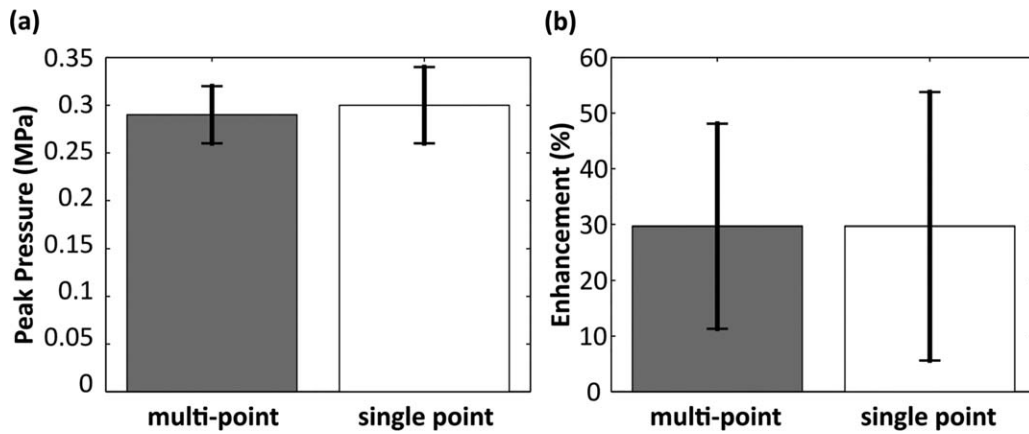 (a)
Peak Pressure (MPa)
0.35
0.3
0.25
0.2
0.15
0.1
0.05
0
multi-point
single point
(b)
Enhancement (%)
60
50
40
30
20
10
0
multi-point
single point